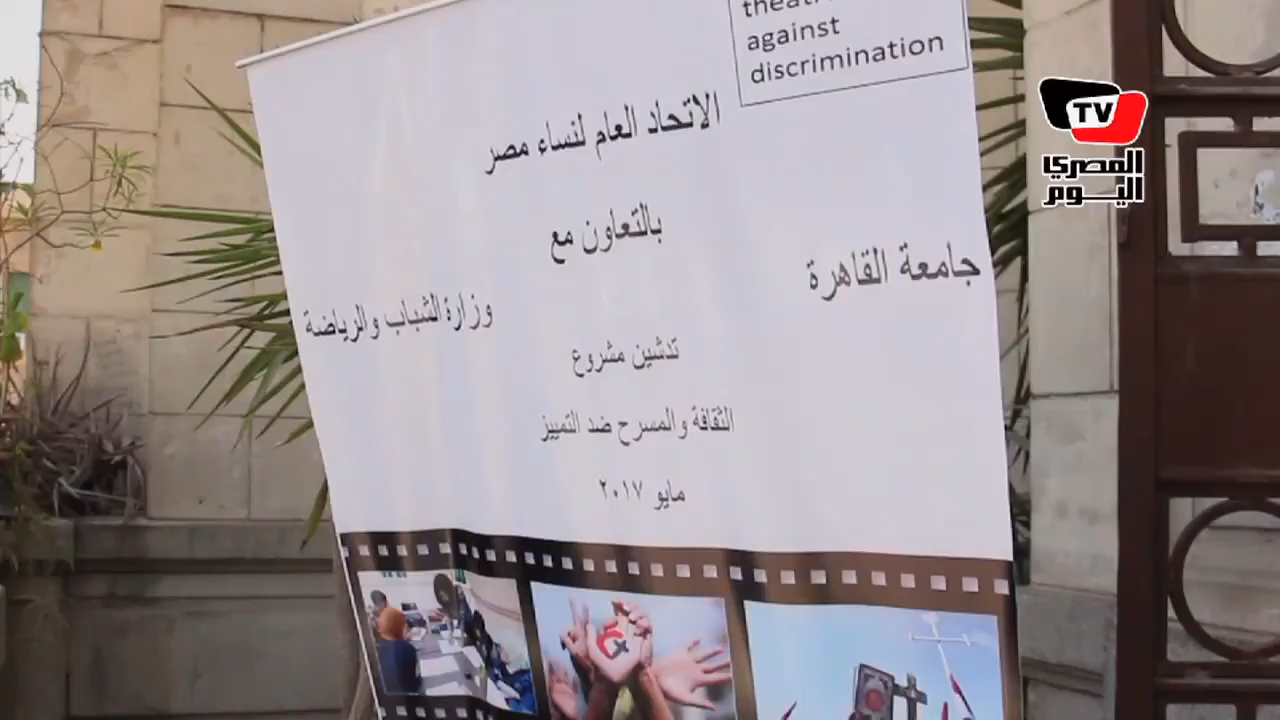 against
discrimination
الاتحاد العام لنساء مصر
بالتعاون مع
جامعة القاهرة
وزارة الشباب والرياضة
تدشين مشروع
الثقافة والمسرح ضد التمييز
مايو ٢٠١٧
TV
المصري
اليوم